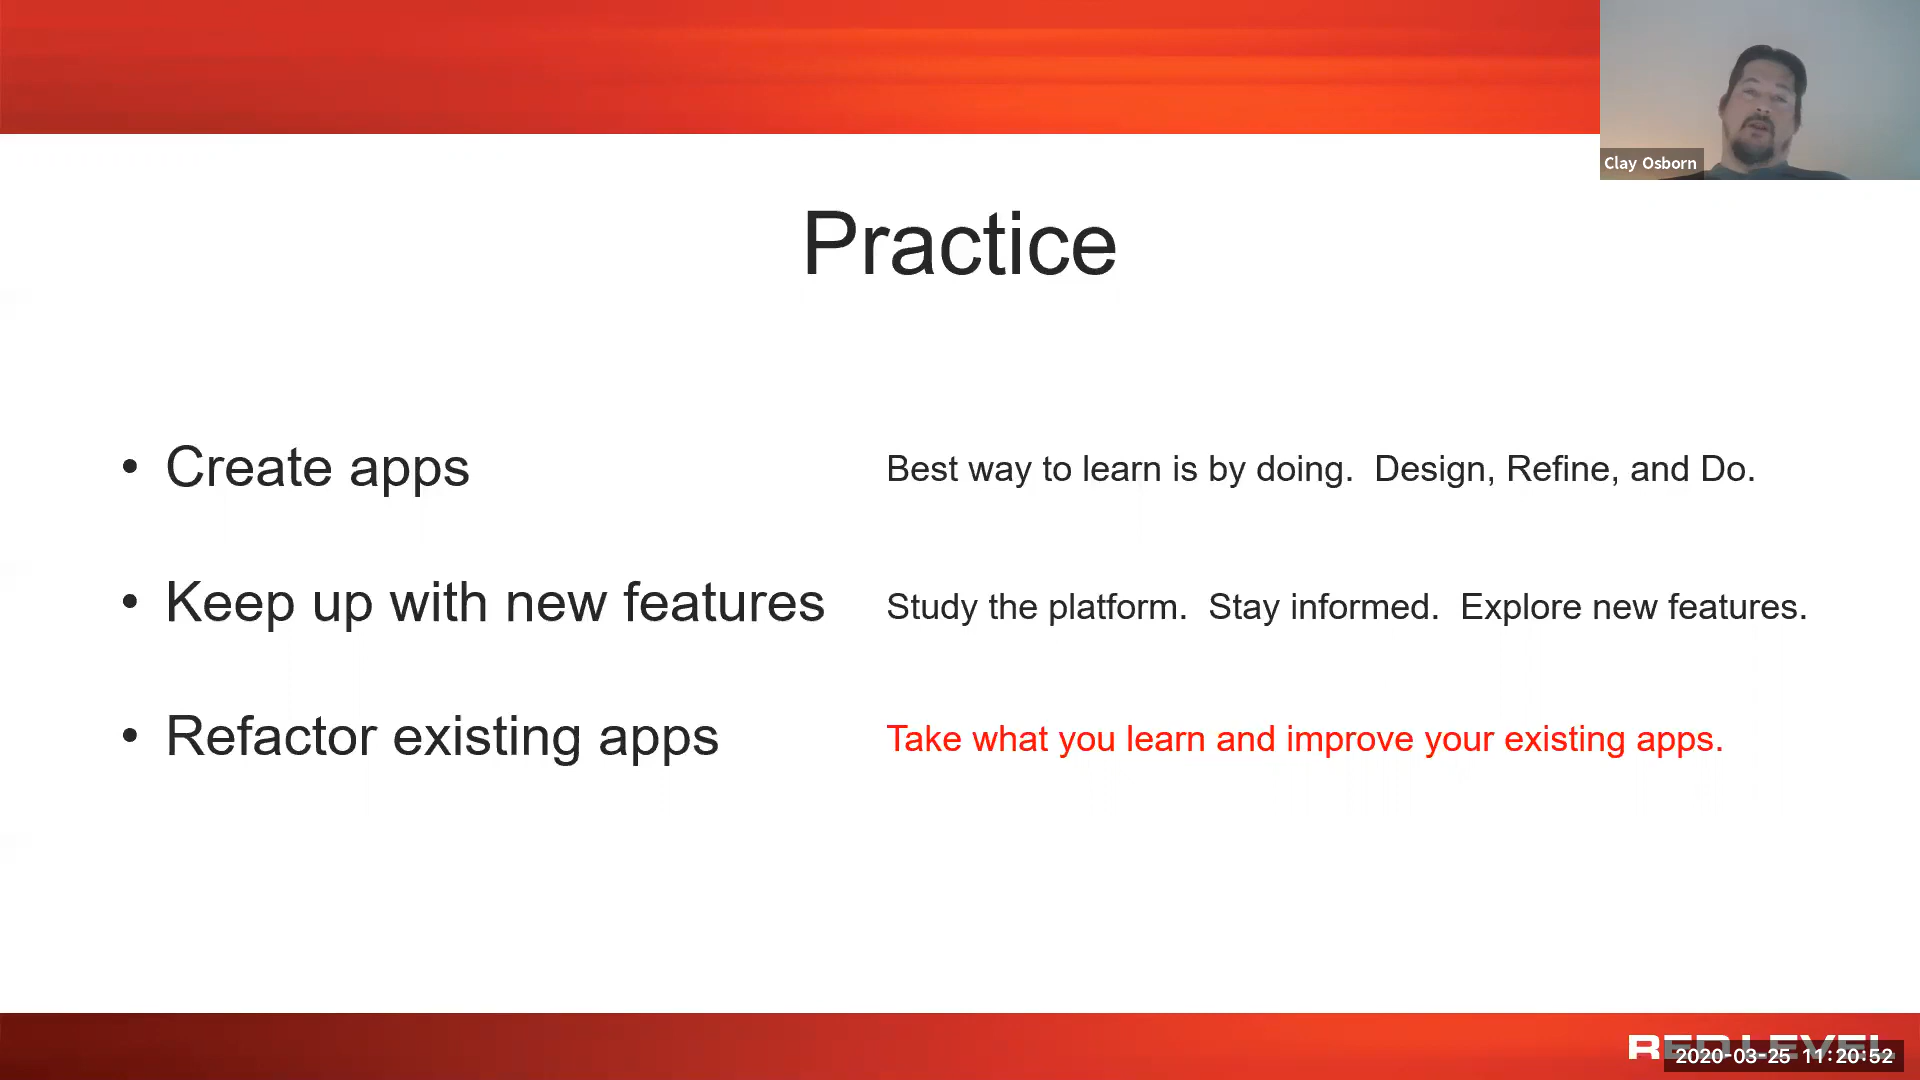 Clay Osborn
Practice
• Create apps
Best way to learn is by doing.  Design, Refine, and Do.
• Keep up with new features
Study the platform.  Stay informed.  Explore new features.
• Refactor existing apps
Take what you learn and improve your existing apps.
RED LEVEL
2020-03-25 11:20:52